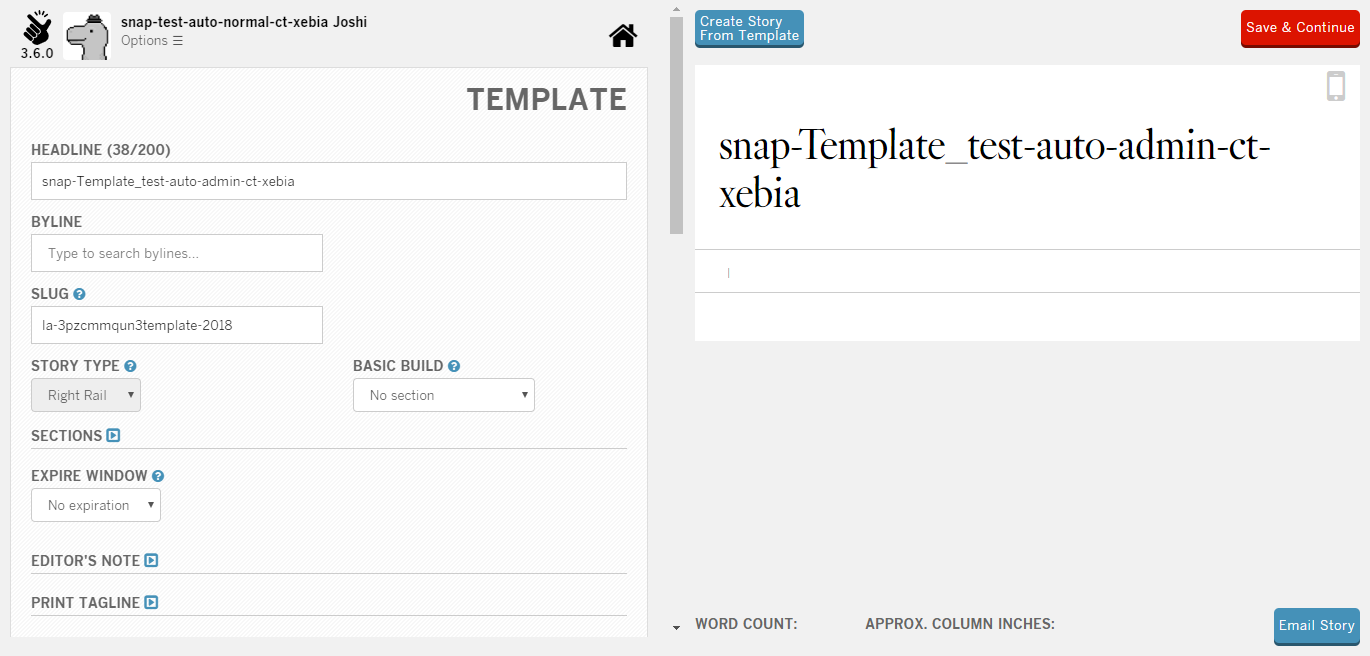 snap-test-auto-normal-ct-xebia Joshi
Options ☰
3.6.0
TEMPLATE
HEADLINE (38/200)
snap-Template_test-auto-admin-ct-xebia
BYLINE
Type to search bylines...
SLUG ?
la-3pzcmmqun3template-2018
STORY TYPE ? BASIC BUILD ?
Right Rail No section
SECTIONS
EXPIRE WINDOW ?
No expiration
EDITOR'S NOTE
PRINT TAGLINE
Create Story
From Template
Save & Continue
snap-Template_test-auto-admin-ct-
xebia
|
WORD COUNT: APPROX. COLUMN INCHES:
Email Story